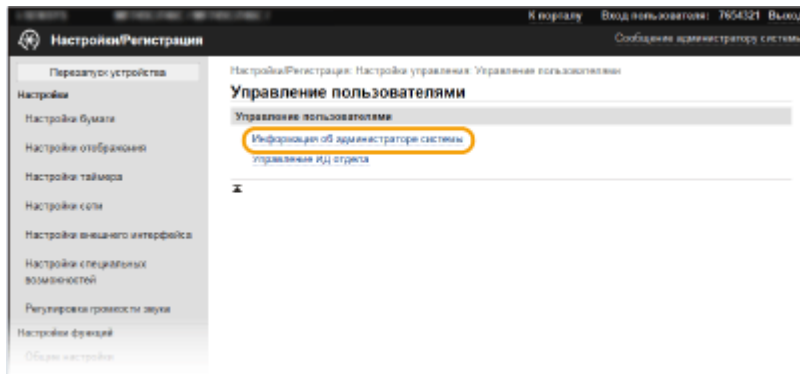 К порталу Вход пользователя: 7654321 Выход
Настройки/Регистрация
Сообщение администратору системы
Перезапуск устройства
Настройки
Настройки бумаги
Настройки отображения
Настройки таймера
Настройки сети
Настройки внешнего интерфейса
Настройки специальных
возможностей
Регулировка громкости звука
Настройки функций
Общие настройки
Настройки/Регистрация: Настройки управления: Управление пользователями
Управление пользователями
Управление пользователями
Информация об администраторе системы
Управление ИД отдела